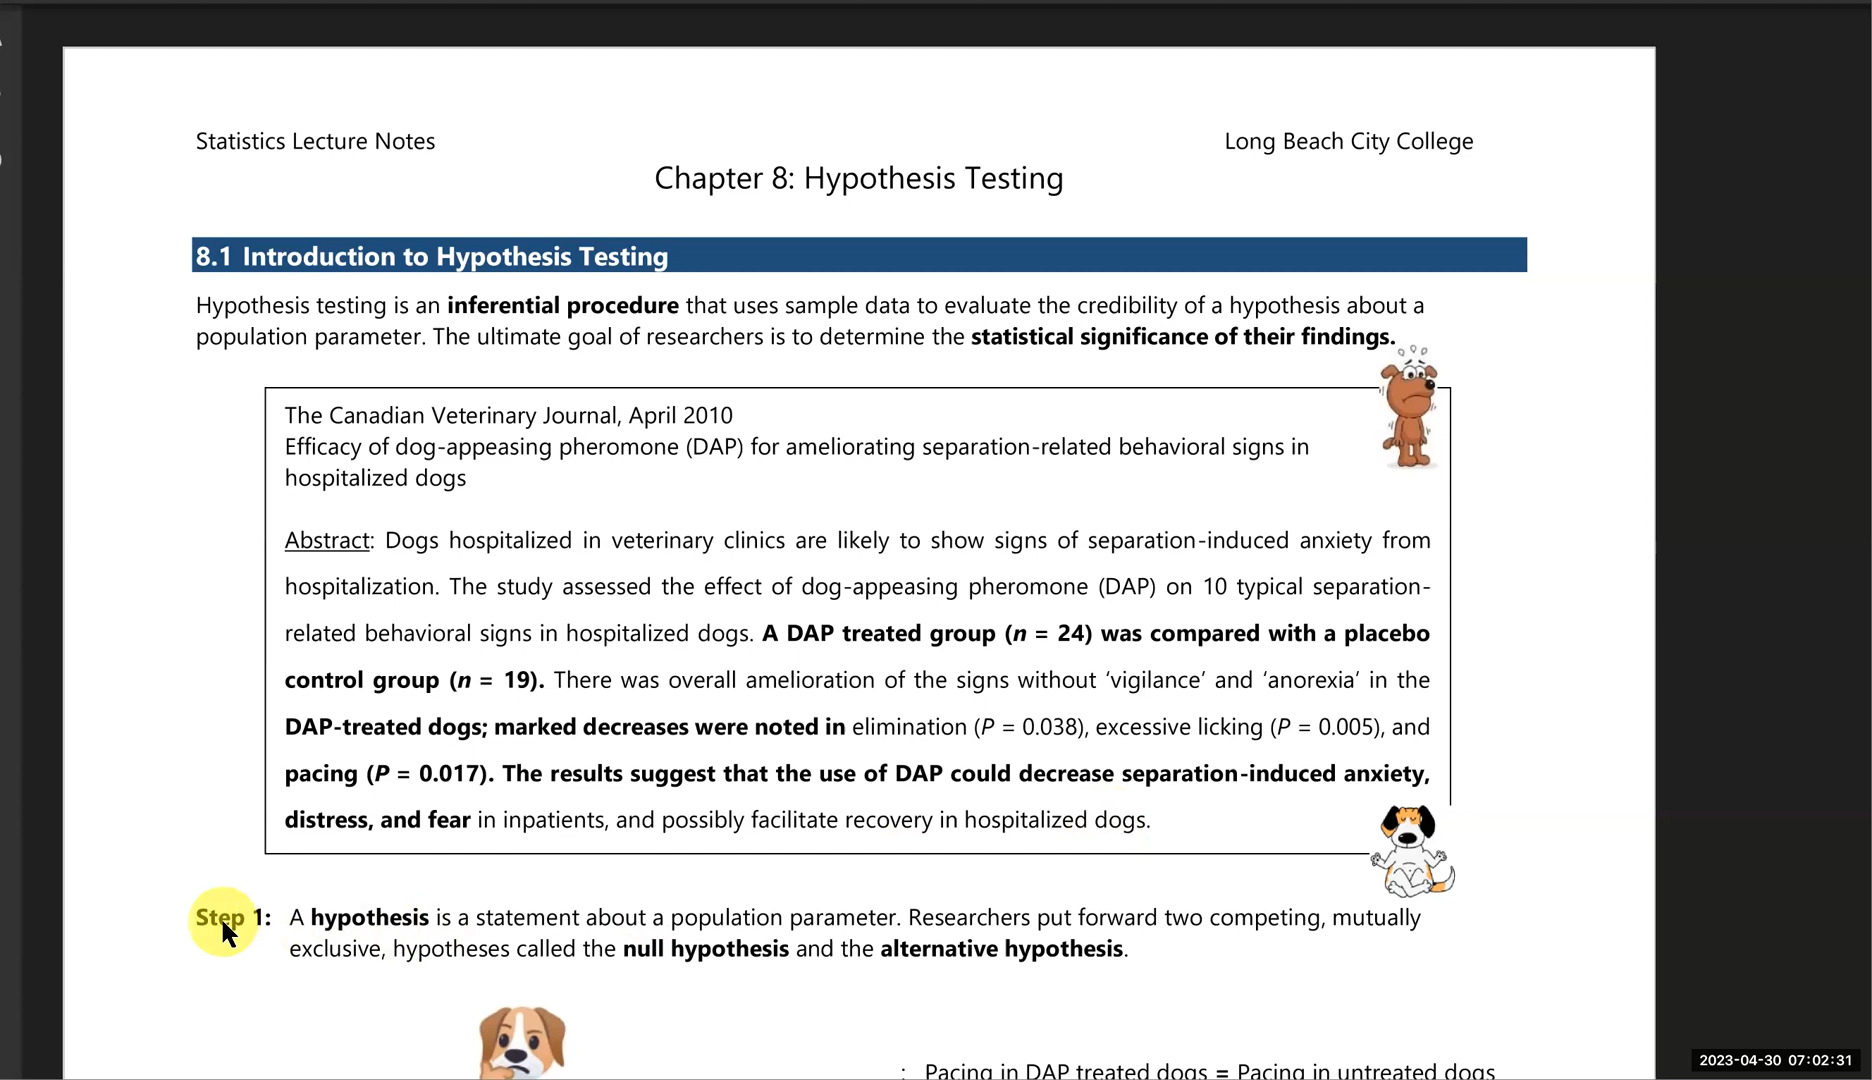 Statistics Lecture Notes
Long Beach City College
Chapter 8: Hypothesis Testing
8.1 Introduction to Hypothesis Testing
Hypothesis testing is an inferential procedure that uses sample data to evaluate the credibility of a hypothesis about a
population parameter. The ultimate goal of researchers is to determine the statistical significance of their findings.
The Canadian Veterinary Journal, April 2010
Efficacy of dog-appeasing pheromone (DAP) for ameliorating separation-related behavioral signs in
hospitalized dogs
Abstract: Dogs hospitalized in veterinary clinics are likely to show signs of separation-induced anxiety from
hospitalization. The study assessed the effect of dog-appeasing pheromone (DAP) on 10 typical separation-
related behavioral signs in hospitalized dogs. A DAP treated group (n = 24) was compared with a placebo
control group (n = 19). There was overall amelioration of the signs without ‘vigilance’ and ‘anorexia’ in the
DAP-treated dogs; marked decreases were noted in elimination (P = 0.038), excessive licking (P = 0.005), and
pacing (P = 0.017). The results suggest that the use of DAP could decrease separation-induced anxiety,
distress, and fear in inpatients, and possibly facilitate recovery in hospitalized dogs.
Step 1: A hypothesis is a statement about a population parameter. Researchers put forward two competing, mutually
exclusive, hypotheses called the null hypothesis and the alternative hypothesis.
: Pacing in DAP treated dogs = Pacing in untreated dogs
2023-04-30 07:02:31